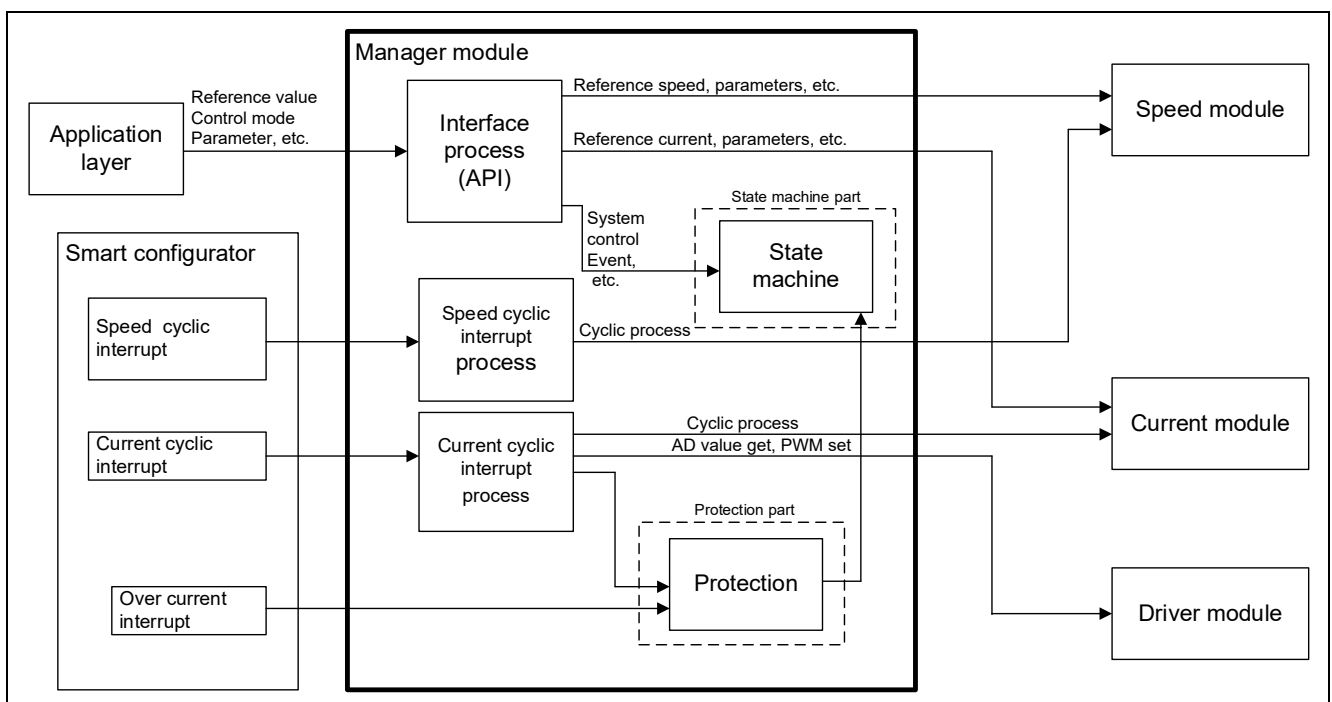 Manager module
Reference value
Control mode
Parameter, etc.
Application
layer
Interface
process
(API)
Reference speed, parameters, etc.
Reference current, parameters, etc.
Speed module
State machine part
System
control
Event,
etc.
State
machine
Smart configurator
Speed cyclic
interrupt
Speed cyclic
interrupt
process
Cyclic process
Current cyclic
interrupt
Current cyclic
interrupt
process
Cyclic process
AD value get, PWM set
Current module
Protection part
Protection
Over current
interrupt
Driver module